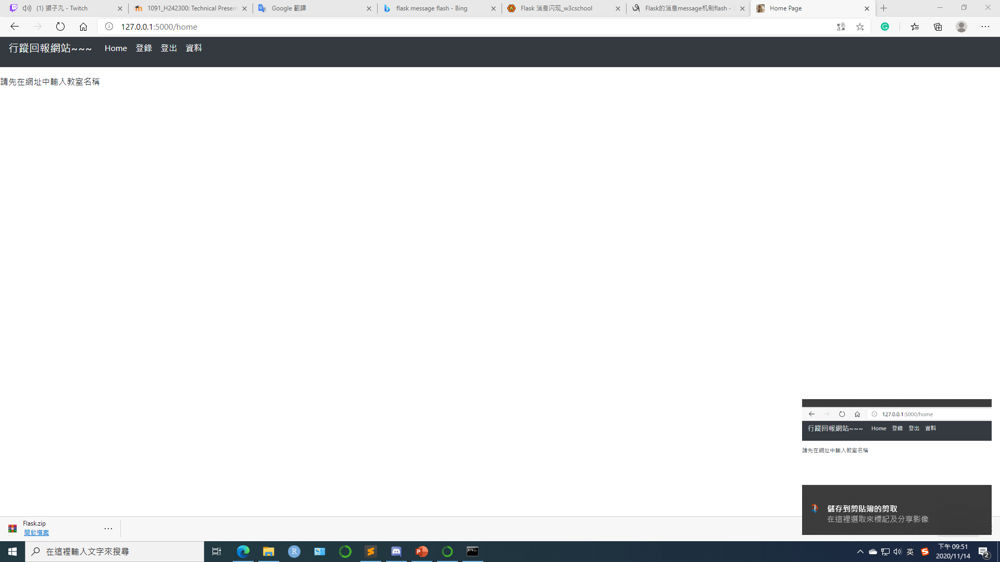 (1) 獅子丸 - Twitch
1091_H242300: Technical Presen
Google 翻譯
flask message flash - Bing
Flask 消息闪现_w3cschool
Flask的消息message机制flash -
Home Page
127.0.0.1:5000/home
行蹤回報網站~~~ Home 登錄 登出 資料
請先在網址中輸入教室名稱
127.0.0.1:5000/home
行蹤回報網站~~~ Home 登錄 登出 資料
請先在網址中輸入教室名稱
儲存到剪貼簿的剪取
在這裡選取來標記及分享影像
Flask.zip
開啟檔案
在這裡輸入文字來搜尋
英
下午 09:51
2020/11/14
2